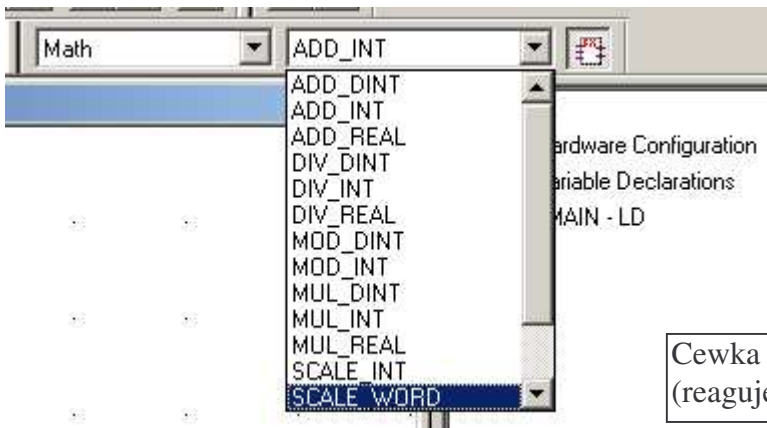 Math ADD_INT
ADD_DINT
ADD_INT
ADD_REAL
DIV_DINT
DIV_INT
DIV_REAL
MOD_DINT
MOD_INT
MUL_DINT
MUL_INT
MUL_REAL
SCALE_INT
SCALE_WORD
ardware Configuration
ariable Declarations
MAIN - LD
Cewka
(reaguje